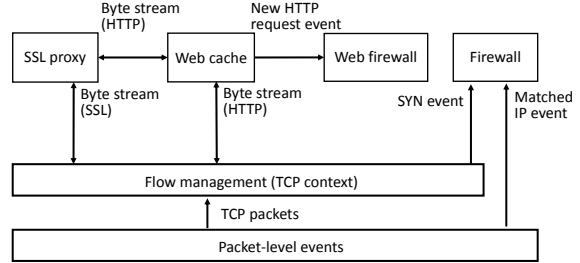 Byte stream
(HTTP)
New HTTP
request event
SSL proxy
Web cache
Web firewall
Firewall
Byte stream
(SSL)
Byte stream
(HTTP)
SYN event
Matched
IP event
Flow management (TCP context)
TCP packets
Packet-level events